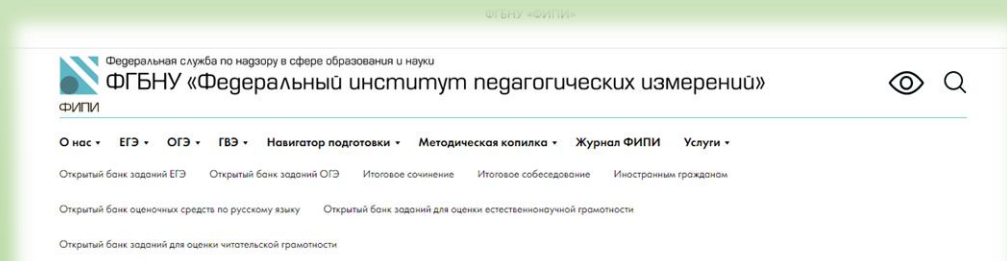 ФГБНУ «ФИПИ»
Федеральная служба по надзору в сфере образования и науки
ФГБНУ «Федеральный институт педагогических измерений»
ФИПИ
О нас ЕГЭ ОГЭ ГВЭ Навигатор подготовки Методическая копилка Журнал ФИПИ Услуги
Открытый банк заданий ЕГЭ Открытый банк заданий ОГЭ Итоговое сочинение Итоговое собеседование Иностранным гражданам
Открытый банк оценочных средств по русскому языку Открытый банк заданий для оценки естественнонаучной грамотности
Открытый банк заданий для оценки читательской грамотности